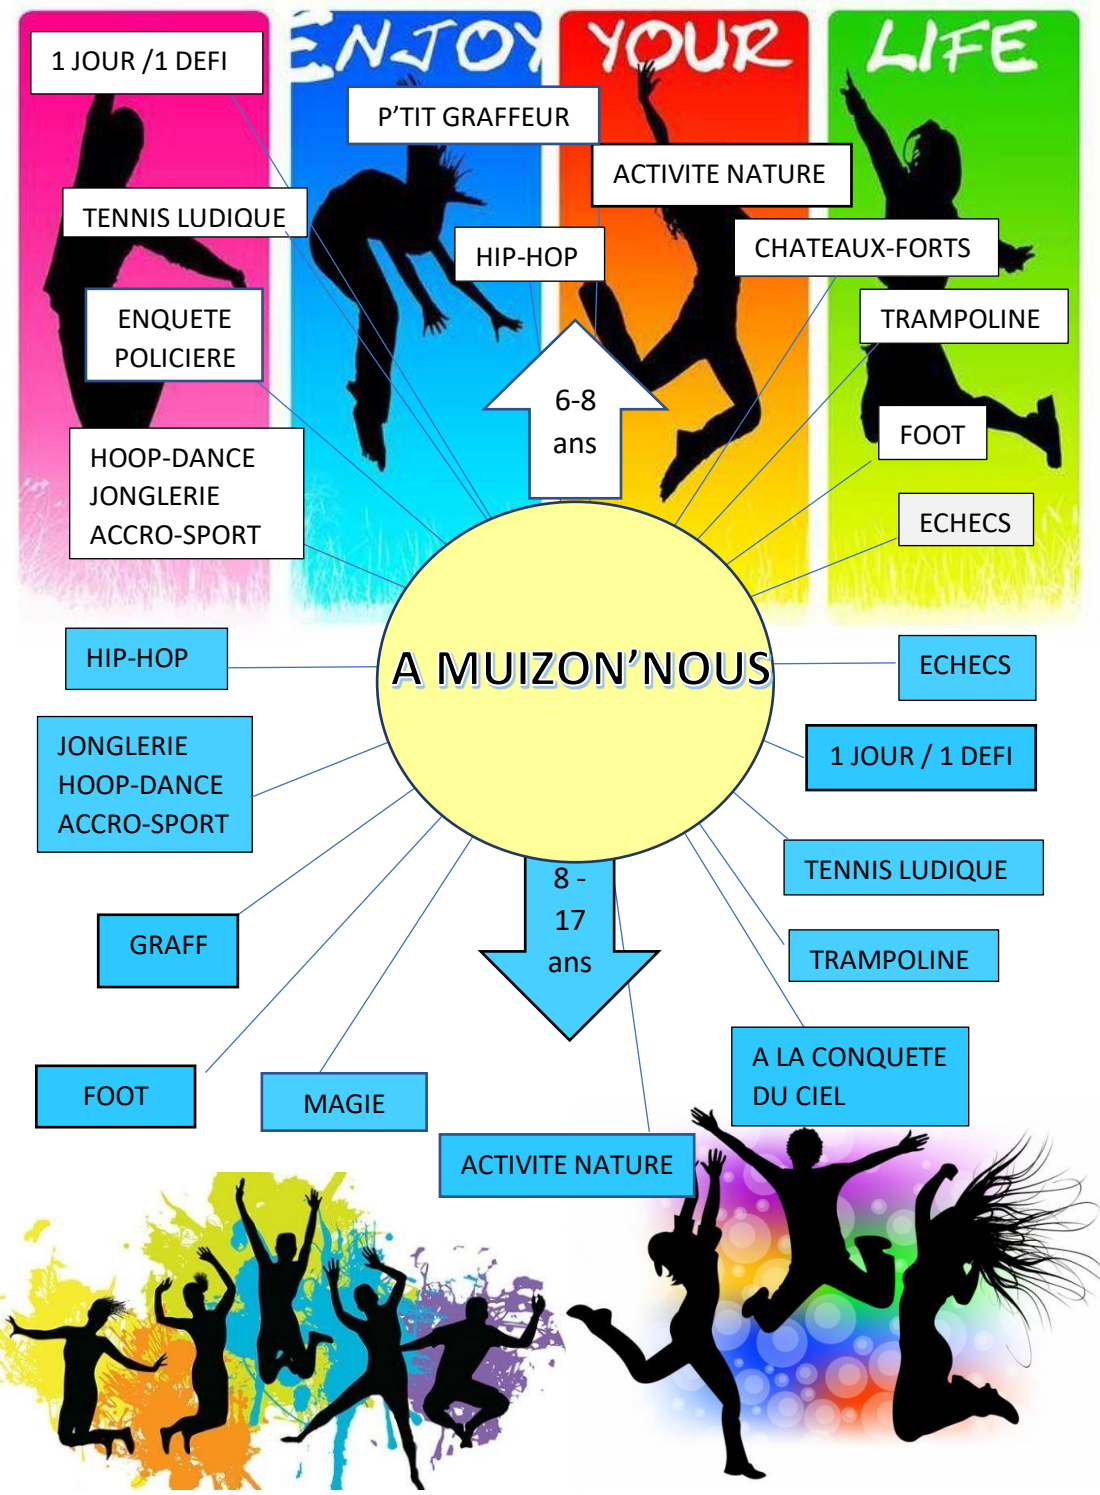 ENJOY YOUR LIFE
1 JOUR /1 DEFI
P'TIT GRAFFEUR
ACTIVITE NATURE
TENNIS LUDIQUE
HIP-HOP
CHATEAUX-FORTS
ENQUETE
POLICIERE
TRAMPOLINE
6-8
ans
FOOT
HOOP-DANCE
JONGLERIE
ACCRO-SPORT
ECHECS
A MUIZON'NOUS
HIP-HOP
ECHECS
JONGLERIE
HOOP-DANCE
ACCRO-SPORT
1 JOUR / 1 DEFI
TENNIS LUDIQUE
8 -
17
ans
GRAFF
TRAMPOLINE
A LA CONQUETE
DU CIEL
FOOT
MAGIE
ACTIVITE NATURE